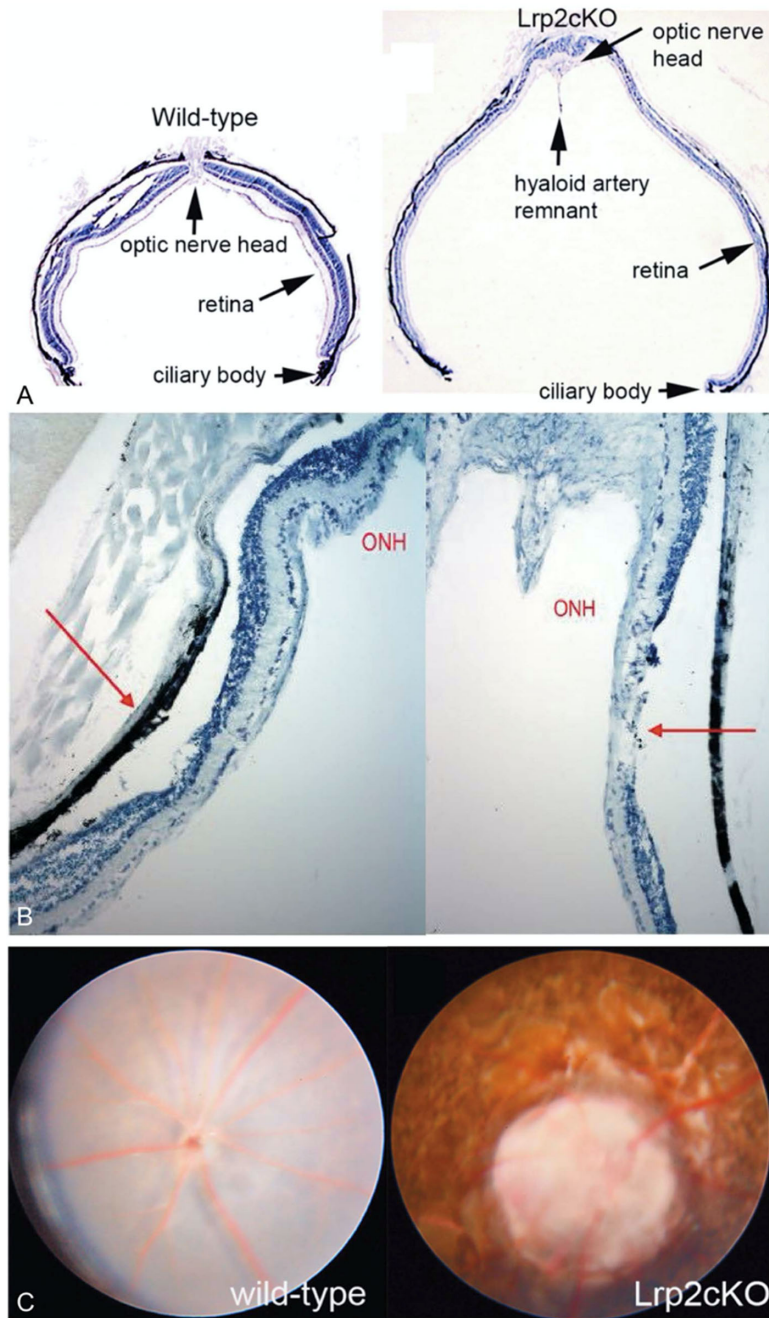 Wild-type
optic nerve head
retina
ciliary body
A
Lrp2cKO
optic nerve
head
hyaloid artery
remnant
retina
ciliary body
B
ONH
ONH
C
wild-type
Lrp2cKO